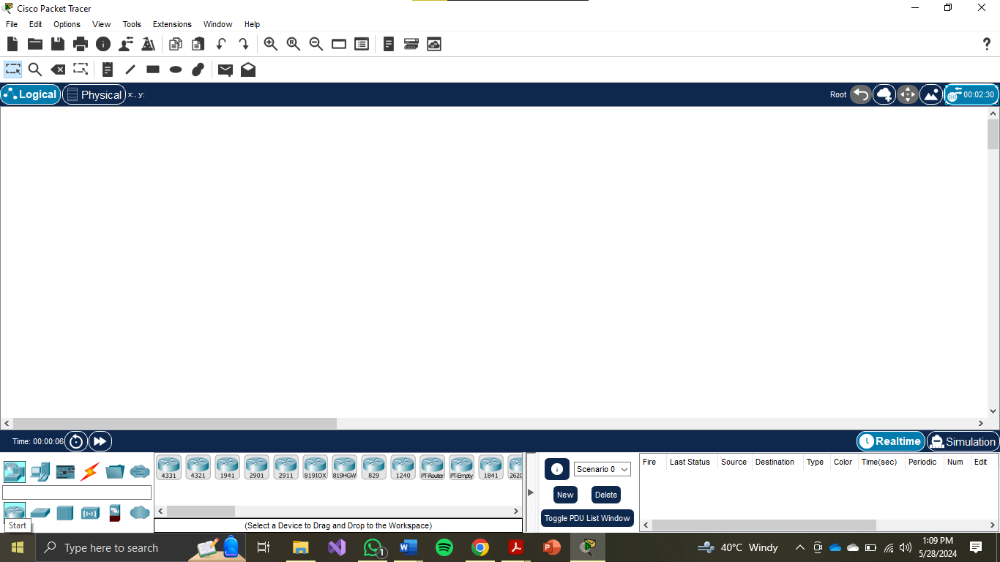 Cisco Packet Tracer
File Edit Options View Tools Extensions Window Help
?
Logical Physical x:, y: Root 00:02:30
Time: 00:00:06 Realtime Simulation
4331 4321 1941 2901 2911 819IOX 819HGW 829 1240 PT-Router PT-Empty 1841 2620
Scenario 0
New Delete
Toggle PDU List Window
Fire Last Status Source Destination Type Color Time(sec) Periodic Num Edit
Start
(Select a Device to Drag and Drop to the Workspace)
Type here to search
1
40°C Windy
1:09 PM
5/28/2024